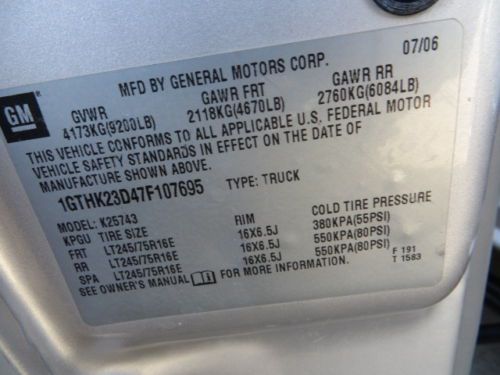 MFD BY GENERAL MOTORS CORP. 07/06
GM
GVWR GAWR FRT GAWR RR
4173KG(9200LB) 2118KG(4670LB) 2760KG(6084LB)
THIS VEHICLE CONFORMS TO ALL APPLICABLE U.S. FEDERAL MOTOR
VEHICLE SAFETY STANDARDS IN EFFECT ON THE DATE OF
MANUFACTURE SHOWN ABOVE.
1GTHK23D47F107695 TYPE: TRUCK
MODEL: K25743
KPGU TIRE SIZE RIM COLD TIRE PRESSURE
FRT LT245/75R16E 16X6.5J 380KPA(55PSI)
RR LT245/75R16E 16X6.5J 550KPA(80PSI)
SPA LT245/75R16E 16X6.5J 550KPA(80PSI)
SEE OWNER'S MANUAL FOR MORE INFORMATION.
F 191
T 1583